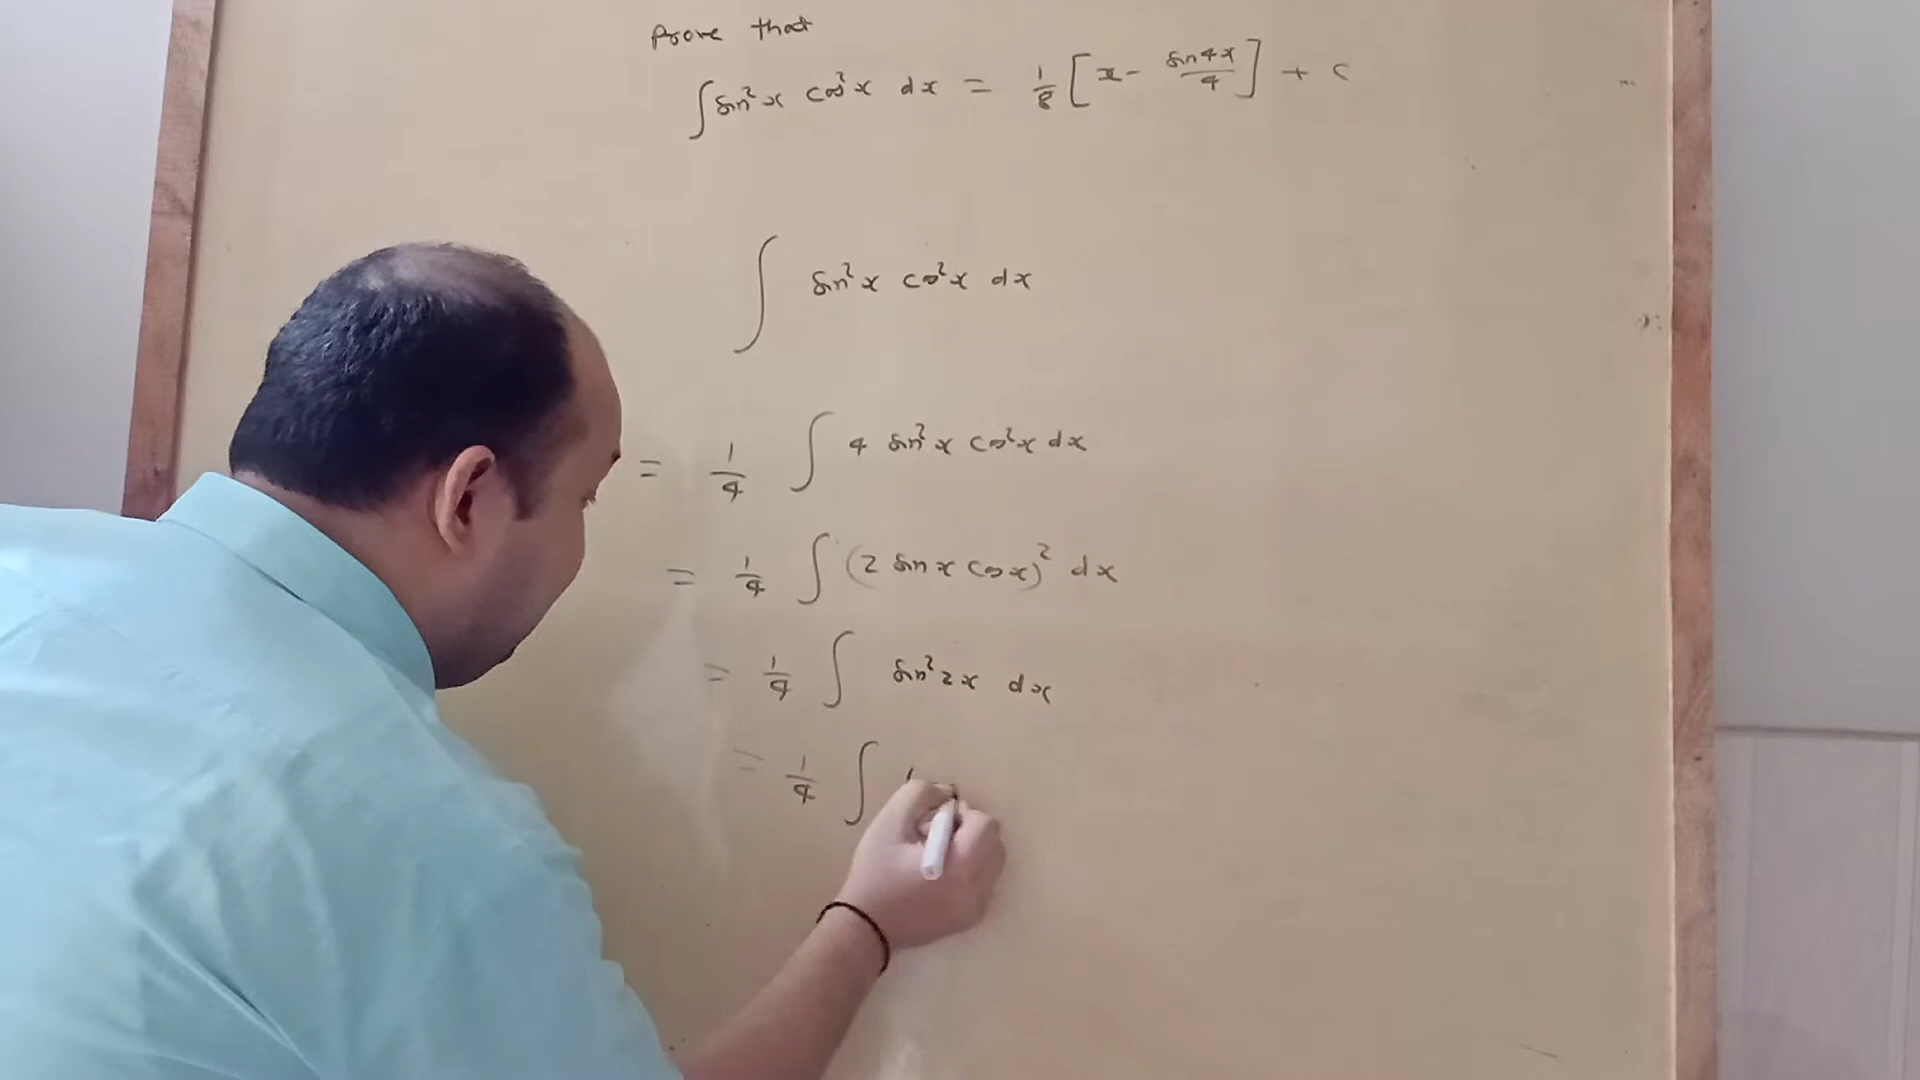 Prove that
∫ sin²x cos²x dx = 1/8 [x - sin4x/4] + c
∫ sin²x cos²x dx
= 1/4 ∫ 4 sin²x cos²x dx
= 1/4 ∫ (2 sinx cosx)² dx
= 1/4 ∫ sin²2x dx
= 1/4 ∫ 1 -